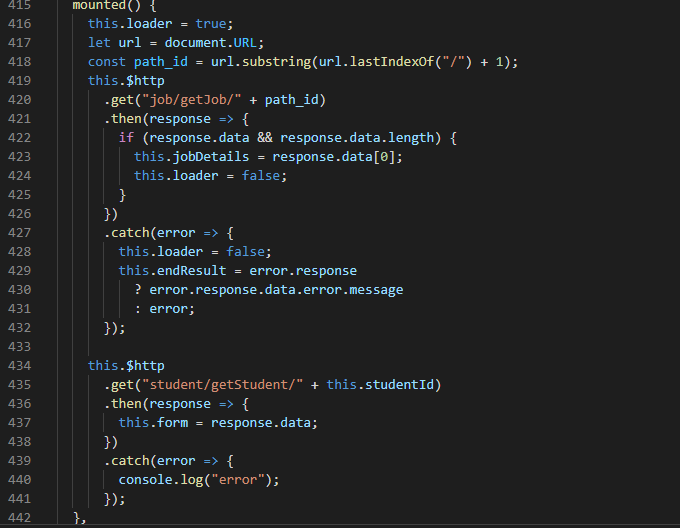 415 mounted() {
416 this.loader = true;
417 let url = document.URL;
418 const path_id = url.substring(url.lastIndexOf("/") + 1);
419 this.$http
420 .get("job/getJob/" + path_id)
421 .then(response => {
422 if (response.data && response.data.length) {
423 this.jobDetails = response.data[0];
424 this.loader = false;
425 }
426 })
427 .catch(error => {
428 this.loader = false;
429 this.endResult = error.response
430 ? error.response.data.error.message
431 : error;
432 });
433
434 this.$http
435 .get("student/getStudent/" + this.studentId)
436 .then(response => {
437 this.form = response.data;
438 })
439 .catch(error => {
440 console.log("error");
441 });
442 },